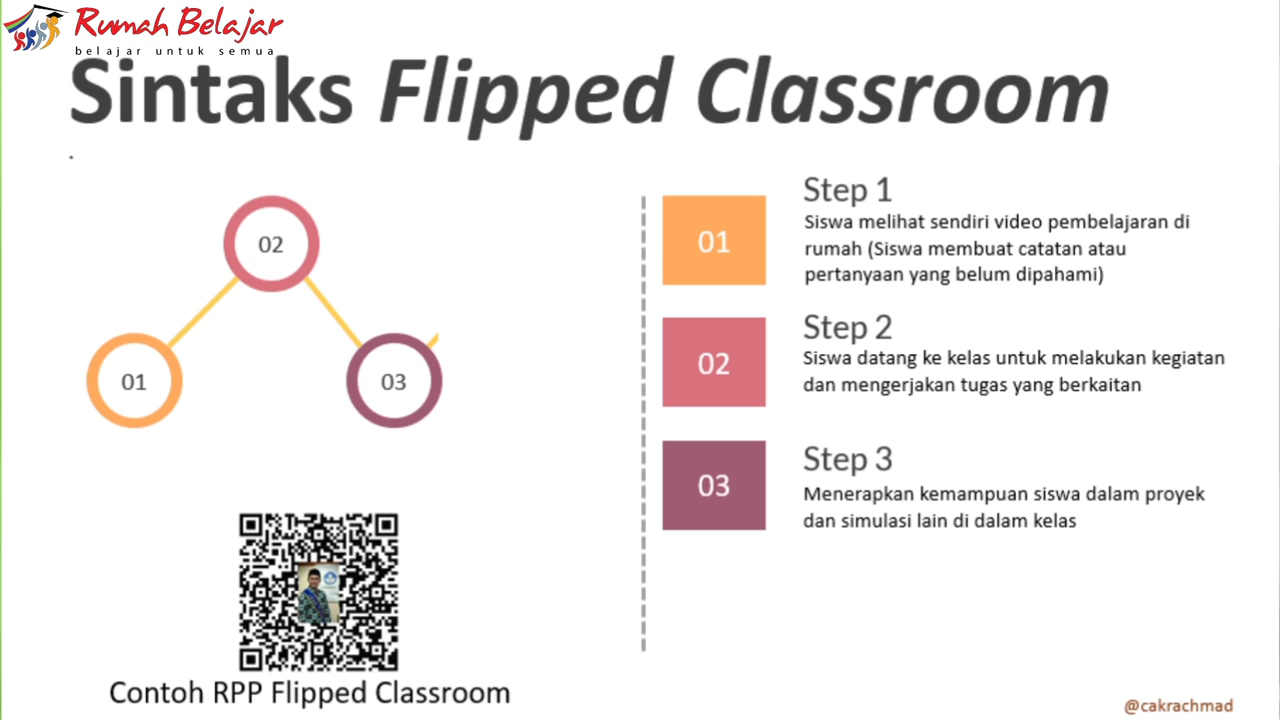 Rumah Belajar
belajar untuk semua
Sintaks Flipped Classroom
.
02
01
03
01
Step 1
Siswa melihat sendiri video pembelajaran di
rumah (Siswa membuat catatan atau
pertanyaan yang belum dipahami)
02
Step 2
Siswa datang ke kelas untuk melakukan kegiatan
dan mengerjakan tugas yang berkaitan
03
Step 3
Menerapkan kemampuan siswa dalam proyek
dan simulasi lain di dalam kelas
Contoh RPP Flipped Classroom
@cakrachmad